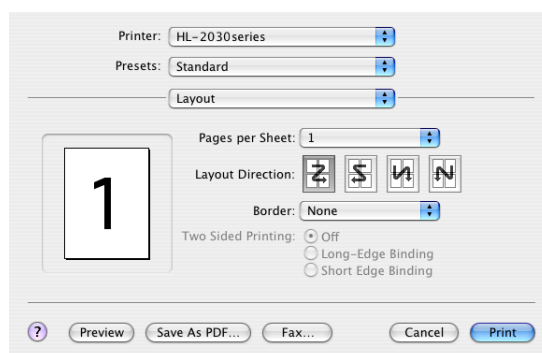 Printer: HL-2030series
Presets: Standard
Layout
Pages per Sheet: 1
Layout Direction:
1
Border: None
Two Sided Printing: Off
Long-Edge Binding
Short Edge Binding
? Preview Save As PDF... Fax... Cancel Print